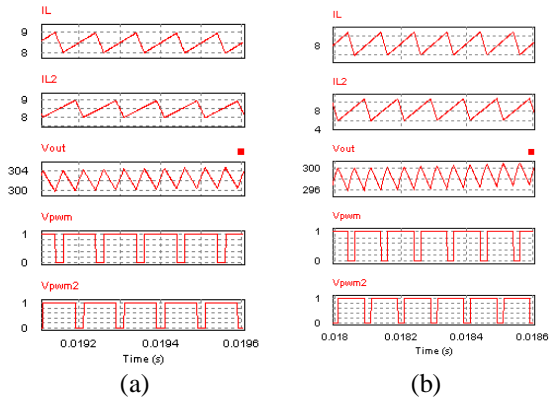 IL
9
8
IL2
9
8
Vout
304
300
Vpwm
1
0
Vpwm2
1
0
0.0192 0.0194 0.0196
Time (s)
(a)
IL
8
IL2
8
4
Vout
300
296
Vpwm
1
0
Vpwm2
1
0
0.018 0.0182 0.0184 0.0186
Time (s)
(b)